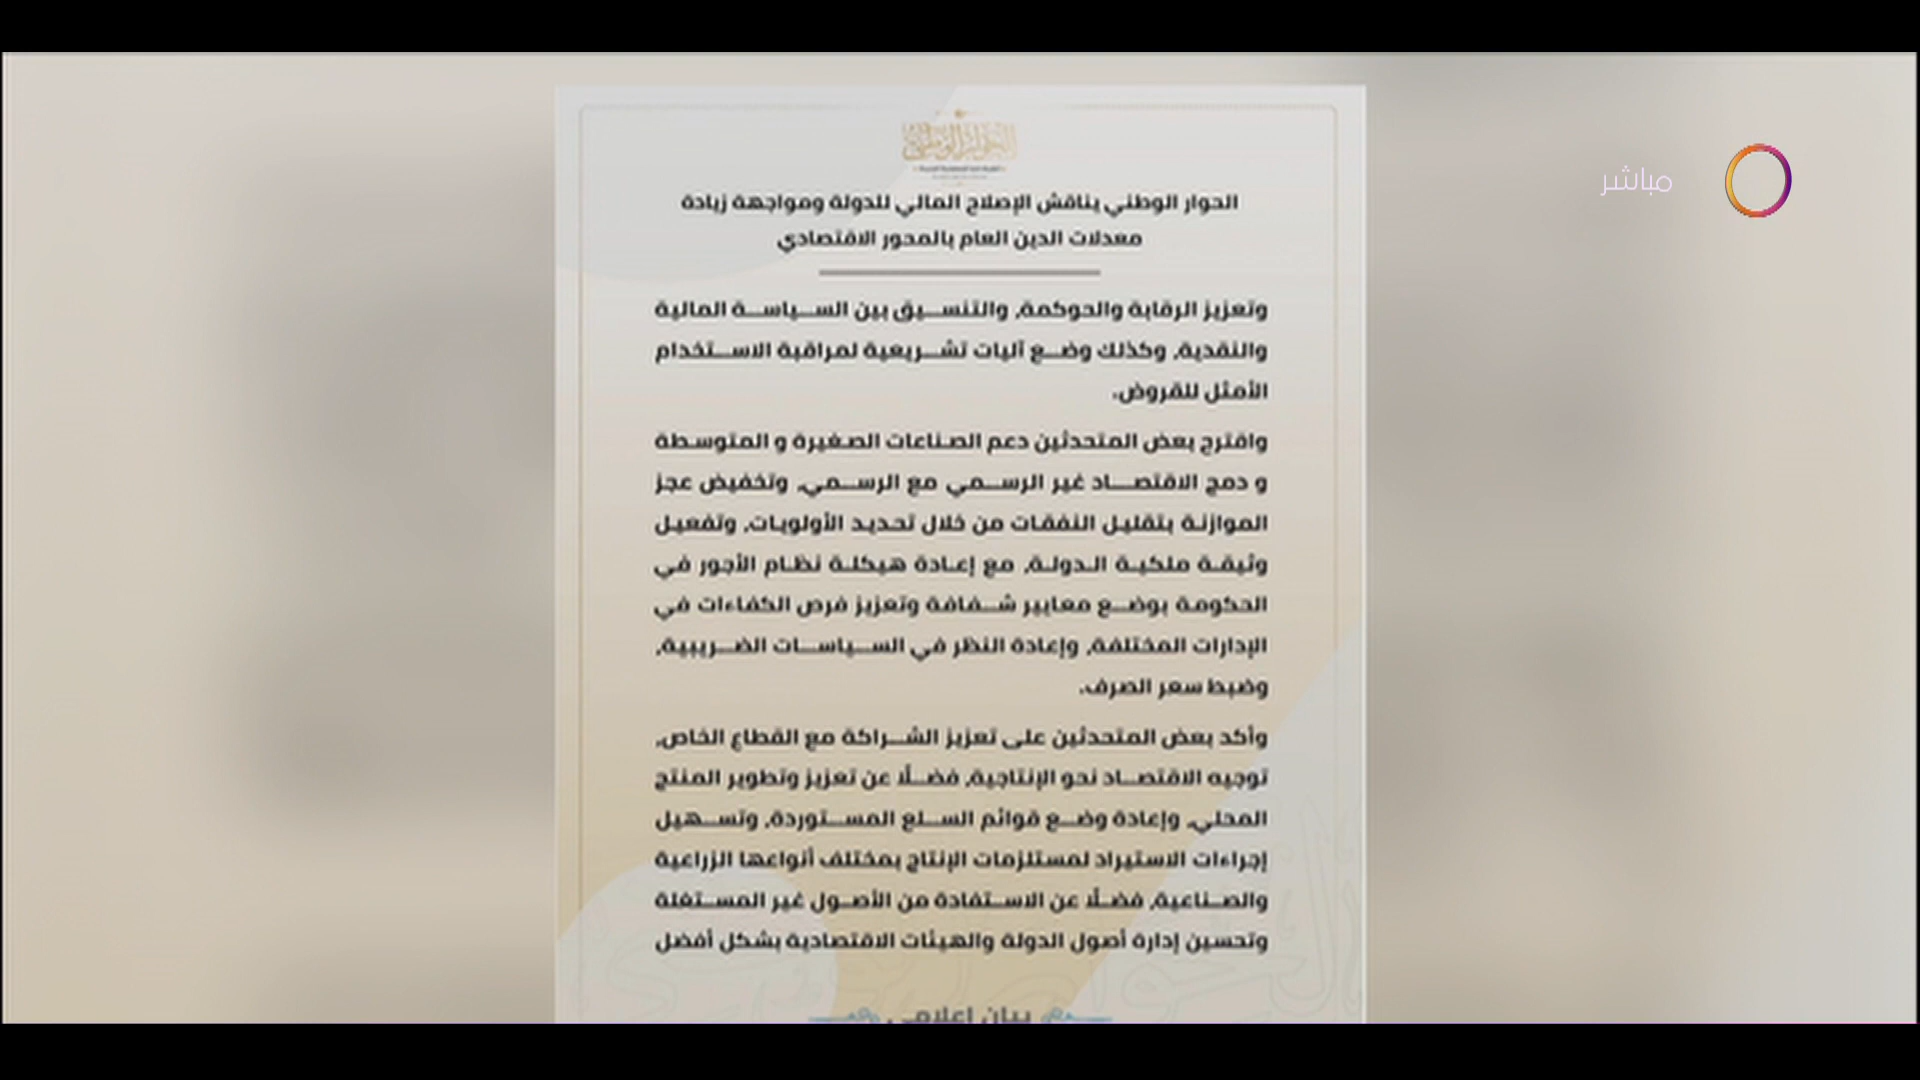 مباشر
الحوار الوطني
الحوار الوطني يناقش الإصلاح المالي للدولة ومواجهة زيادة
معدلات الدين العام بالمحور الاقتصادي
وتعزيز الرقابة والحوكمة، والتنسيق بين السياسة المالية
والنقدية، وكذلك وضع آليات تشريعية لمراقبة الاستخدام
الأمثل للقروض.
واقترح بعض المتحدثين دعم الصناعات الصغيرة و المتوسطة
و دمج الاقتصاد غير الرسمي مع الرسمي، وتخفيض عجز
الموازنة بتقليل النفقات من خلال تحديد الأولويات، وتفعيل
وثيقة ملكية الدولة، مع إعادة هيكلة نظام الأجور في
الحكومة بوضع معايير شفافة وتعزيز فرص الكفاءات في
الإدارات المختلفة، وإعادة النظر في السياسات الضريبية،
وضبط سعر الصرف.
وأكد بعض المتحدثين على تعزيز الشراكة مع القطاع الخاص،
توجيه الاقتصاد نحو الإنتاجية، فضلًا عن تعزيز وتطوير المنتج
المحلي، وإعادة وضع قوائم السلع المستوردة، وتسهيل
إجراءات الاستيراد لمستلزمات الإنتاج بمختلف أنواعها الزراعية
والصناعية، فضلًا عن الاستفادة من الأصول غير المستغلة
وتحسين إدارة أصول الدولة والهيئات الاقتصادية بشكل أفضل
بيان إعلامي